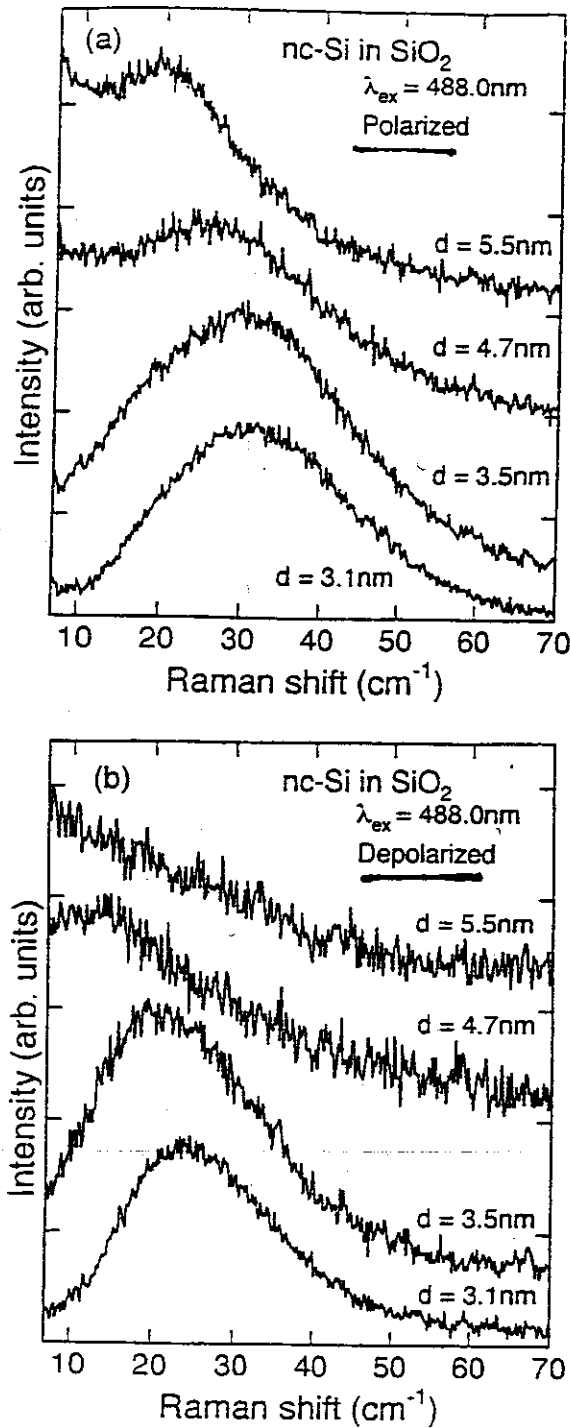 (a)
nc-Si in SiO₂
λex = 488.0nm
Polarized
d = 5.5nm
d = 4.7nm
d = 3.5nm
d = 3.1nm
Intensity (arb. units)
10 20 30 40 50 60 70
Raman shift (cm⁻¹)
(b)
nc-Si in SiO₂
λex = 488.0nm
Depolarized
d = 5.5nm
d = 4.7nm
d = 3.5nm
d = 3.1nm
Intensity (arb. units)
10 20 30 40 50 60 70
Raman shift (cm⁻¹)